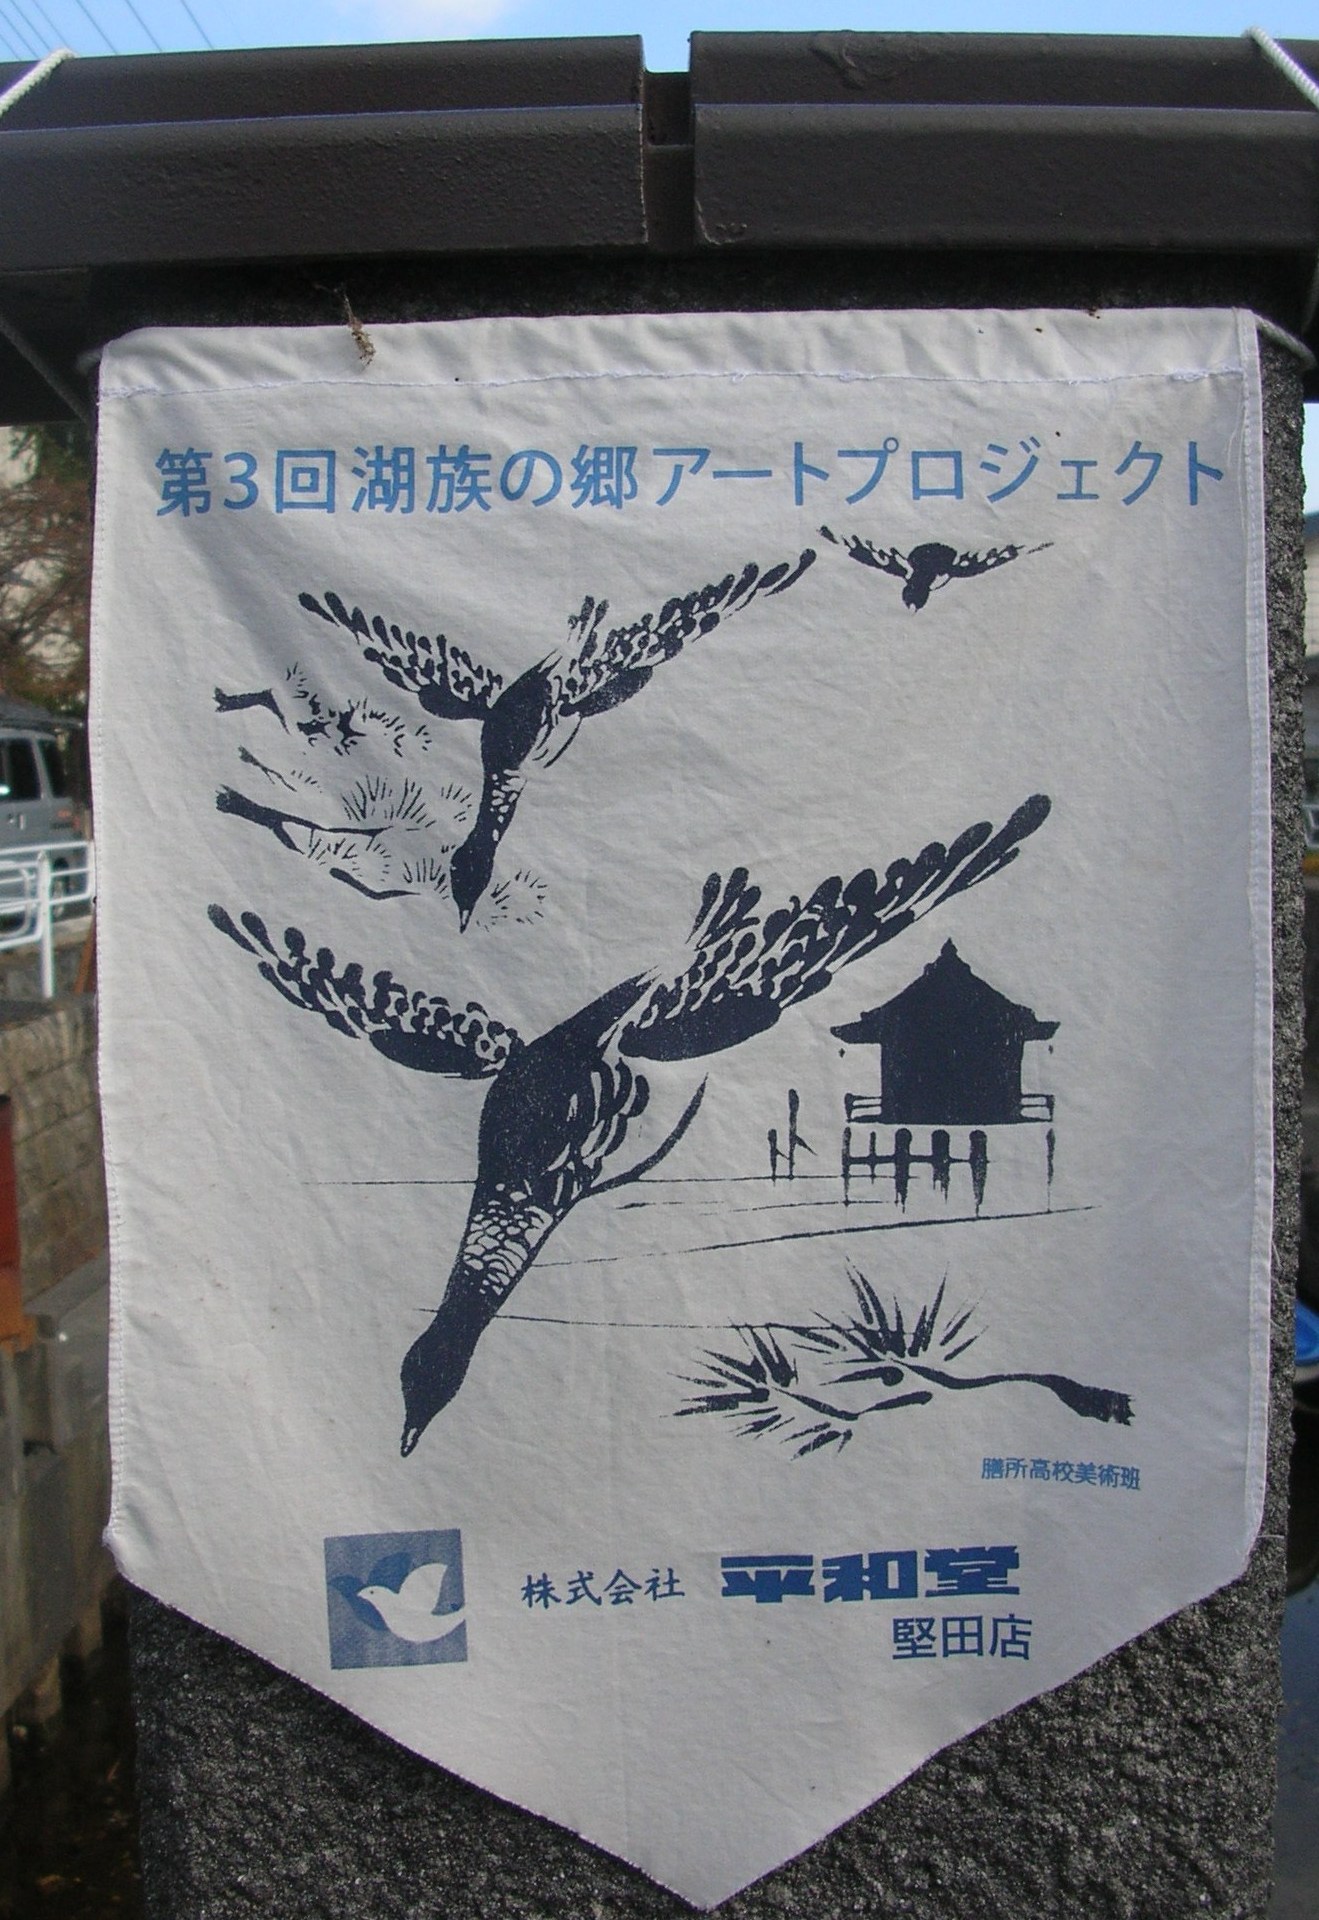 第3回湖族の郷アートプロジェクト
膳所高校美術班
株式会社 平和堂
堅田店